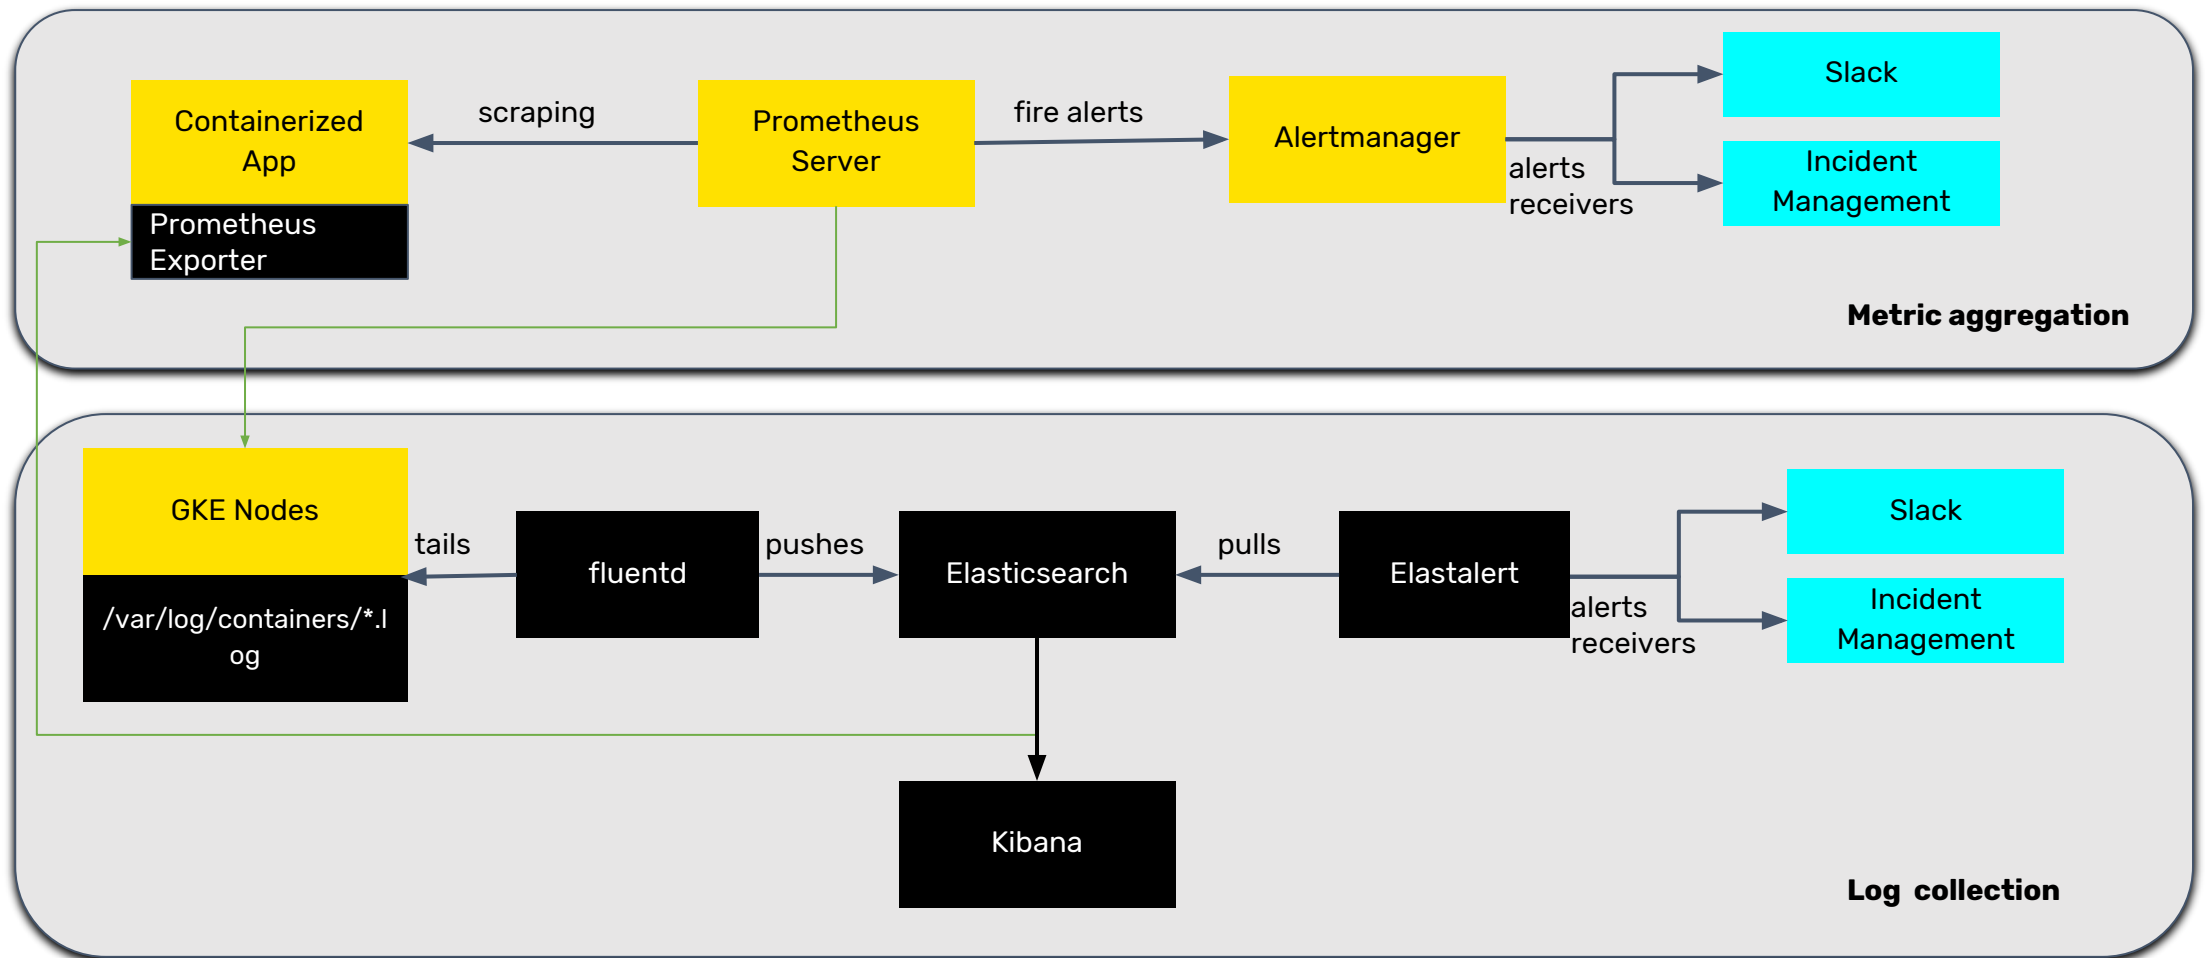 Containerized
App
scraping
Prometheus
Server
fire alerts
Alertmanager
alerts
receivers
Slack
Incident
Management
Prometheus
Exporter
Metric aggregation
GKE Nodes
/var/log/containers/*.l
og
tails
fluentd
pushes
Elasticsearch
pulls
Elastalert
alerts
receivers
Slack
Incident
Management
Kibana
Log  collection